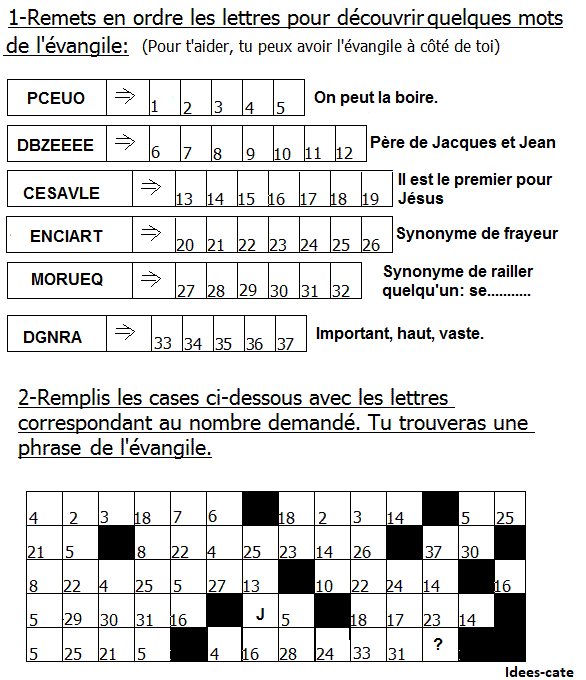 1-Remets en ordre les lettres pour découvrir quelques mots
de l'évangile: (Pour t'aider, tu peux avoir l'évangile à côté de toi)
PCEUO ⇒ 1 2 3 4 5 On peut la boire.
DBZEEEE ⇒ 6 7 8 9 10 11 12 Père de Jacques et Jean
CESAVLE ⇒ 13 14 15 16 17 18 19 Il est le premier pour
Jésus
ENCIART ⇒ 20 21 22 23 24 25 26 Synonyme de frayeur
MORUEQ ⇒ 27 28 29 30 31 32 Synonyme de railler
quelqu'un: se...........
DGNRA ⇒ 33 34 35 36 37 Important, haut, vaste.
2-Remplis les cases ci-dessous avec les lettres
correspondant au nombre demandé. Tu trouveras une
phrase de l'évangile.
4 2 3 18 7 6 18 2 3 14 5 25
21 5 8 22 4 25 23 14 26 37 30
8 22 4 25 5 27 13 10 22 24 14 16
5 29 30 31 16 J 5 18 17 23 14
5 25 21 5 4 16 28 24 33 31 ?
Idees-cate